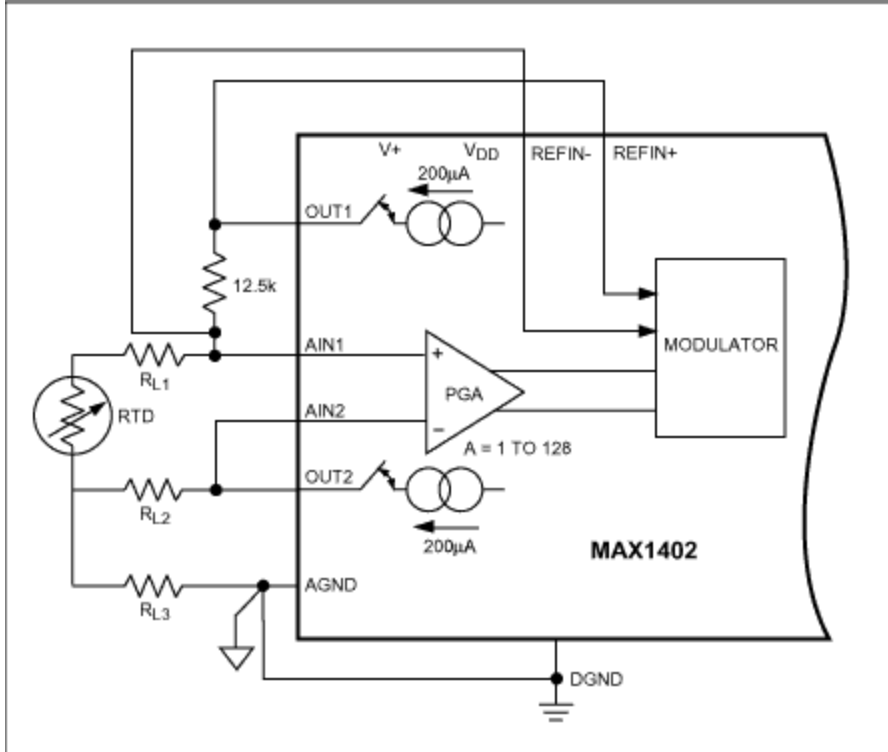 V+
VDD
REFIN-
REFIN+
200µA
OUT1
12.5k
AIN1
RL1
MODULATOR
PGA
RTD
AIN2
A = 1 TO 128
OUT2
RL2
200µA
MAX1402
AGND
RL3
DGND